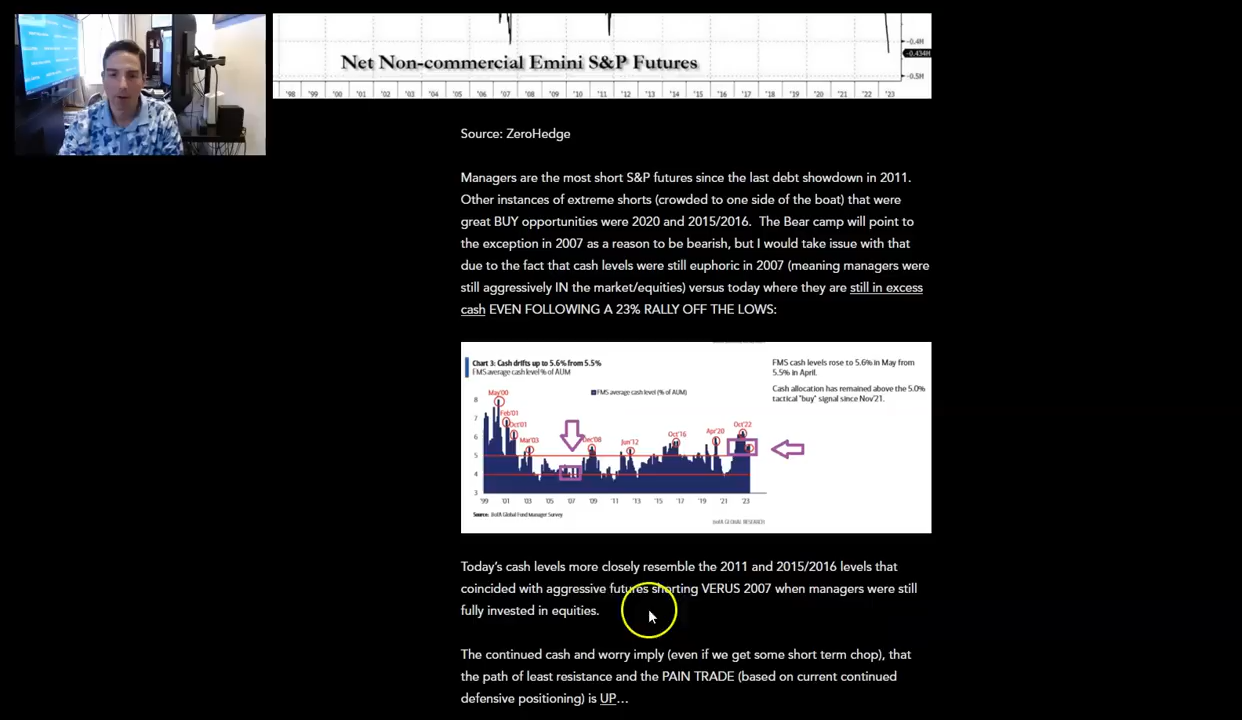 -0.4M
-0.434M
Net Non-commercial Emini S&P Futures
-0.5M
'98 '99 '00 '01 '02 '03 '04 '05 '06 '07 '08 '09 '10 '11 '12 '13 '14 '15 '16 '17 '18 '19 '20 '21 '22 '23
Source: ZeroHedge
Managers are the most short S&P futures since the last debt showdown in 2011.
Other instances of extreme shorts (crowded to one side of the boat) that were
great BUY opportunities were 2020 and 2015/2016.  The Bear camp will point to
the exception in 2007 as a reason to be bearish, but I would take issue with that
due to the fact that cash levels were still euphoric in 2007 (meaning managers were
still aggressively IN the market/equities) versus today where they are still in excess
cash EVEN FOLLOWING A 23% RALLY OFF THE LOWS:
Chart 3: Cash drifts up to 5.6% from 5.5%
FMS average cash level % of AUM
FMS cash levels rose to 5.6% in May from
5.5% in April.
Cash allocation has remained above the 5.0%
tactical "buy" signal since Nov'21.
FMS average cash level (% of AUM)
May'00
8
Feb'01
7
Oct'01
Mar'03
Dec'08
Jun'12
Oct'16
Apr'20
Oct'22
6
5
4
3
'99 '01 '03 '05 '07 '09 '11 '13 '15 '17 '19 '21 '23
Source: BofA Global Fund Manager Survey
BofA GLOBAL RESEARCH
Today's cash levels more closely resemble the 2011 and 2015/2016 levels that
coincided with aggressive futures shorting VERUS 2007 when managers were still
fully invested in equities.
The continued cash and worry imply (even if we get some short term chop), that
the path of least resistance and the PAIN TRADE (based on current continued
defensive positioning) is UP…